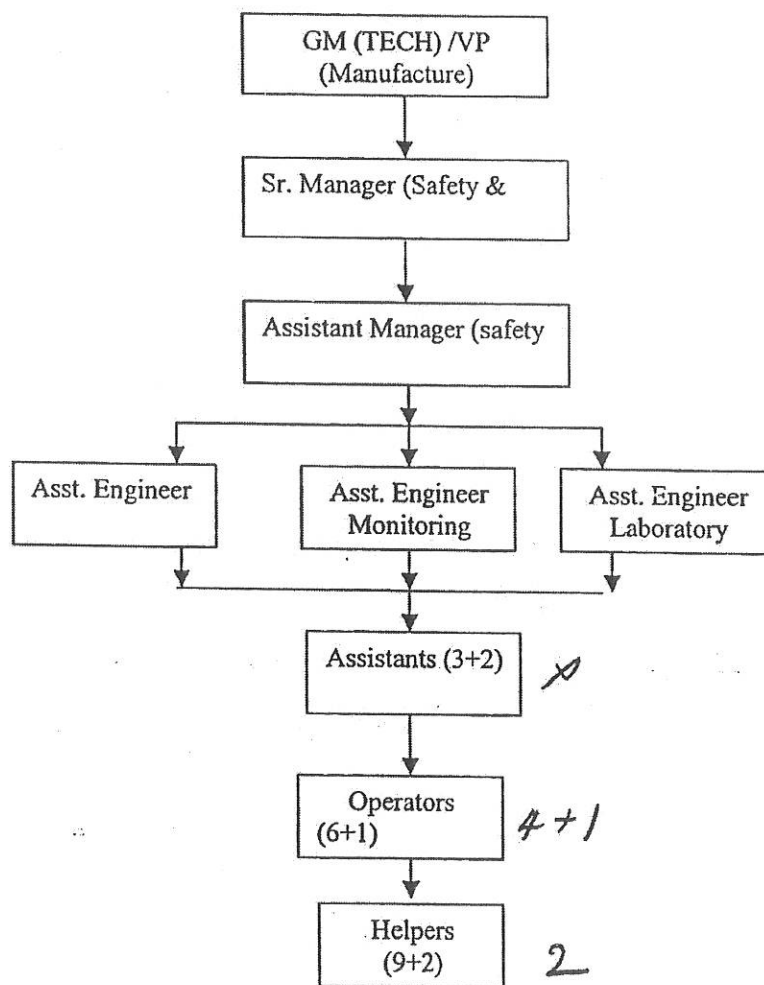 GM (TECH) /VP
(Manufacture)
Sr. Manager (Safety &
Assistant Manager (safety
Asst. Engineer
Asst. Engineer
Monitoring
Asst. Engineer
Laboratory
Assistants (3+2)
Operators
(6+1)
4+1
Helpers
(9+2)
2